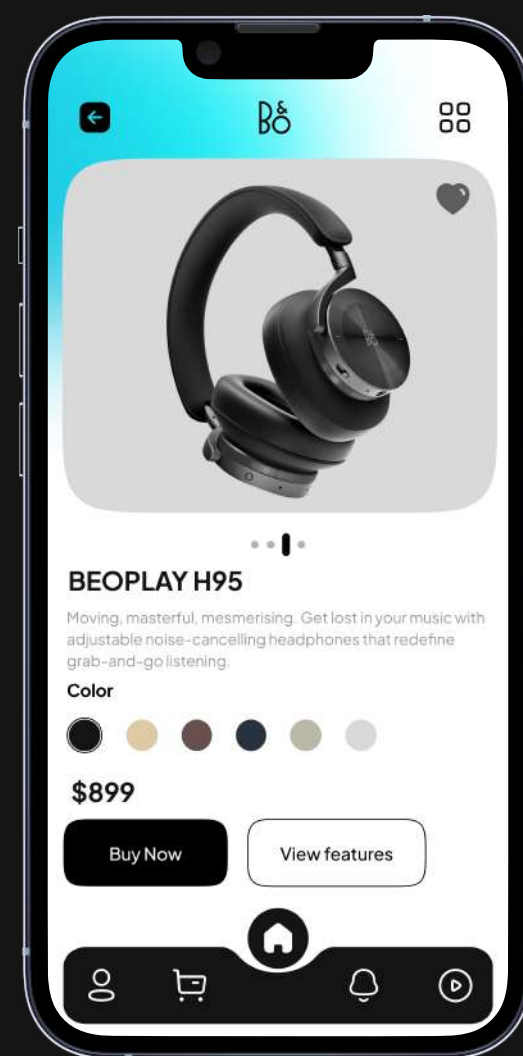 B&O
BEOPLAY H95
Moving, masterful, mesmerising. Get lost in your music with
adjustable noise-cancelling headphones that redefine
grab-and-go listening.
Color
$899
Buy Now
View features